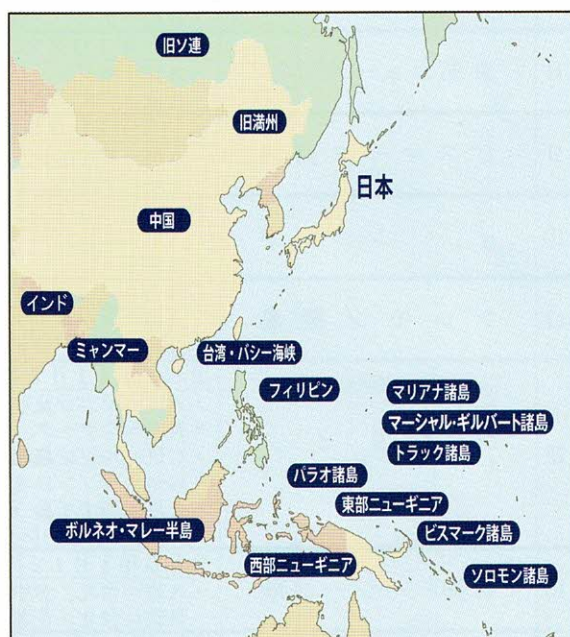 旧ソ連
旧満州
日本
中国
インド
ミャンマー
台湾・バシー海峡
フィリピン
マリアナ諸島
マーシャル・ギルバート諸島
トラック諸島
パラオ諸島
東部ニューギニア
ボルネオ・マレー半島
ビスマーク諸島
西部ニューギニア
ソロモン諸島